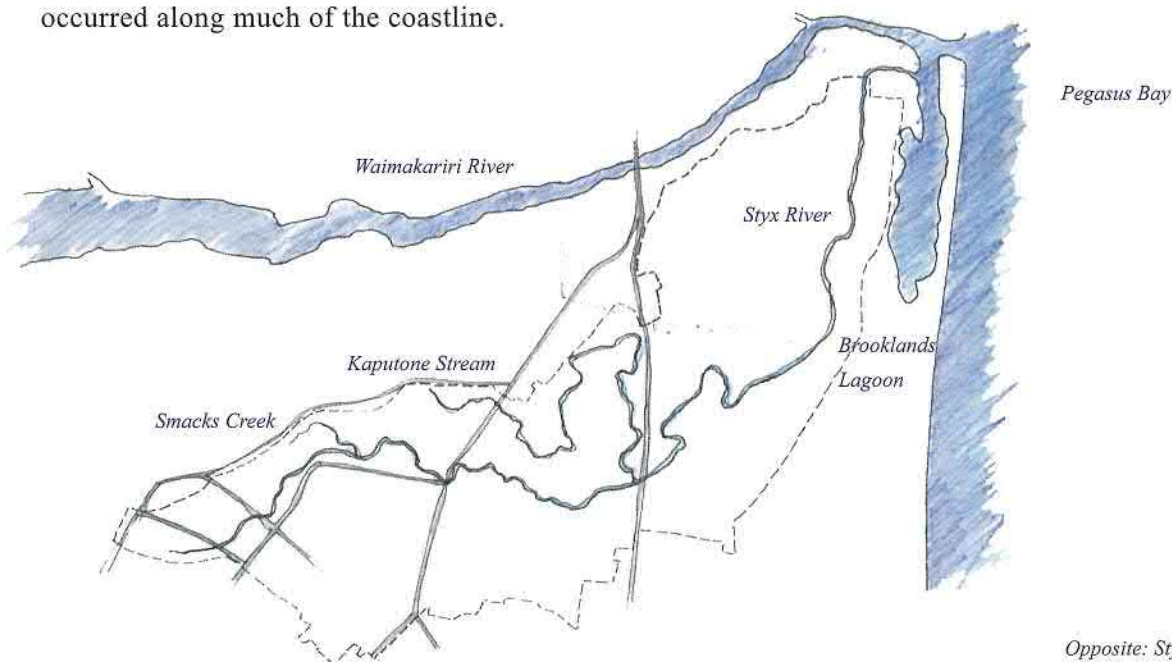 occurred along much of the coastline.
Pegasus Bay
Waimakariri River
Styx River
Brooklands
Lagoon
Kaputone Stream
Smacks Creek
Opposite: